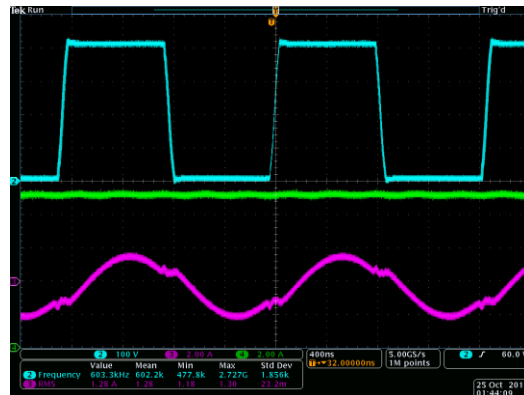 Tek Run Trig'd
T
2
3
4
2 100 V 3 2.00 A 4 2.00 A 400ns 5.00GS/s 2 60.0
T→▼32.00000ns 1M points
Value Mean Min Max Std Dev
2 Frequency 603.3kHz 602.2k 477.8k 2.727G 1.856k
3 RMS 1.28 A 1.28 1.18 1.30 23.2m
25 Oct 201
01:44:09